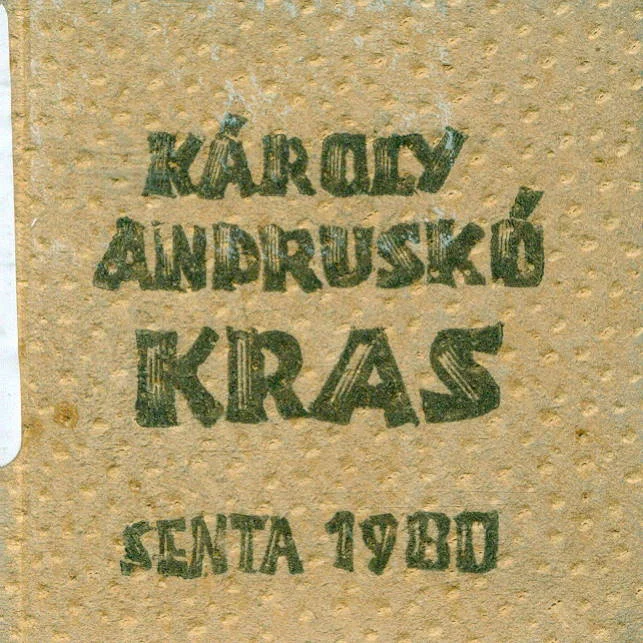 KÁROLY
ANDRUSKÓ
KRAS
SENTA 1980